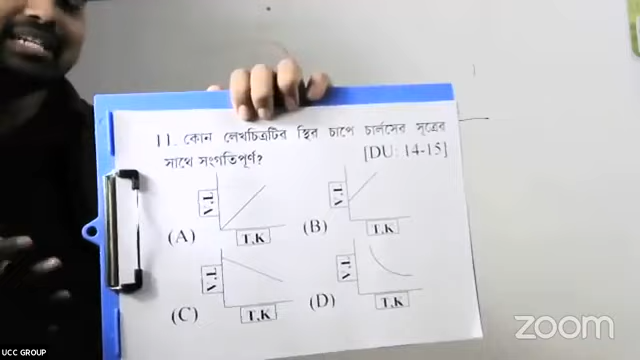 11. কোন লেখচিত্রটির স্থির চাপে চার্লসের সূত্রের
সাথে সংগতিপূর্ণ? [DU: 14-15]
V.T
T.K
(A)
V.T
T.K
(B)
V.T
T.K
(C)
V.T
T.K
(D)
zoom
UCC GROUP